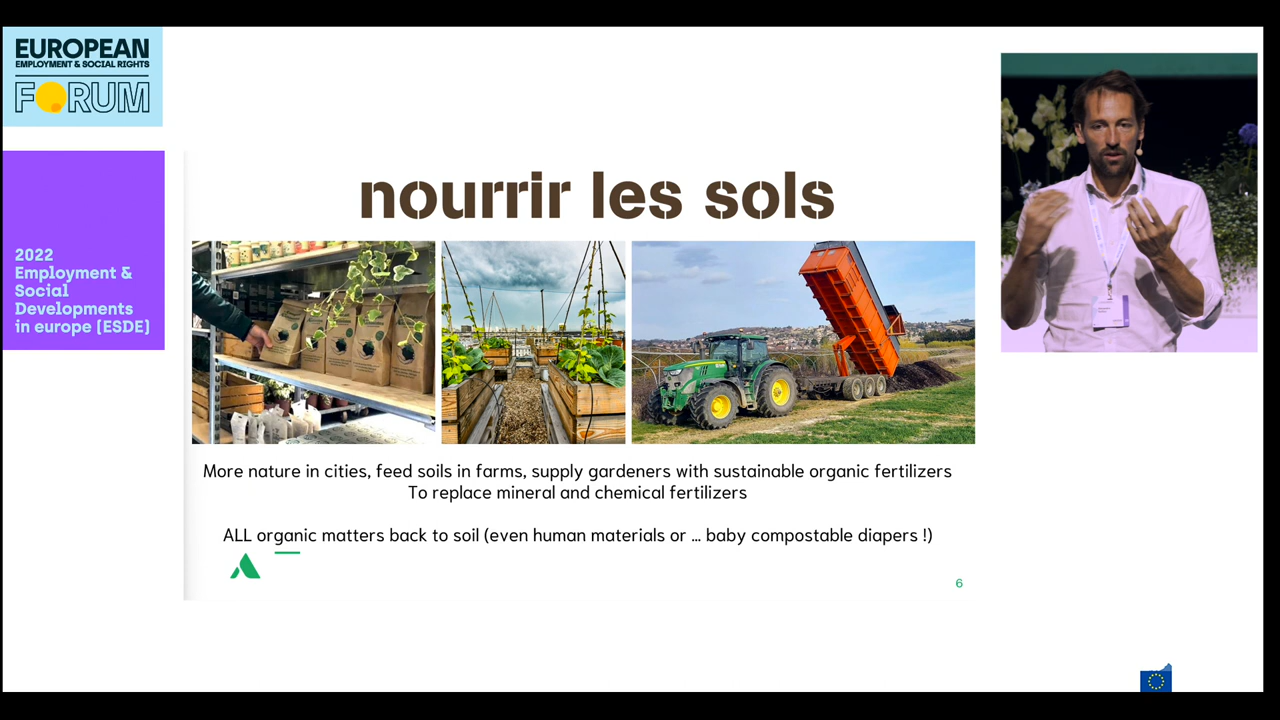 EUROPEAN
EMPLOYMENT & SOCIAL RIGHTS
FORUM
2022
Employment &
Social
Developments
in europe [ESDE]
nourrir les sols
More nature in cities, feed soils in farms, supply gardeners with sustainable organic fertilizers
To replace mineral and chemical fertilizers
ALL organic matters back to soil (even human materials or ... baby compostable diapers !)
6